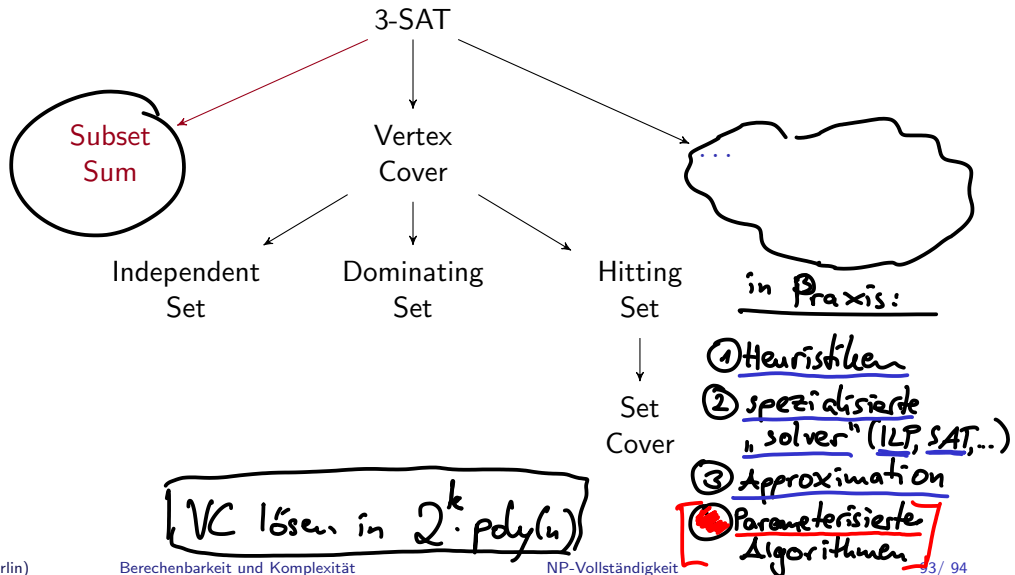 3-SAT
Subset
Sum
Vertex
Cover
. . .
Independent
Set
Dominating
Set
Hitting
Set
Set
Cover
in Praxis:
① Heuristiken
② spezialisierte
„solver" (ILP, SAT,...)
③ Approximation
Parameterisierte
Algorithmen
VC lösen in 2^k · poly(n)
rlin)
Berechenbarkeit und Komplexität
NP-Vollständigkeit
93/ 94